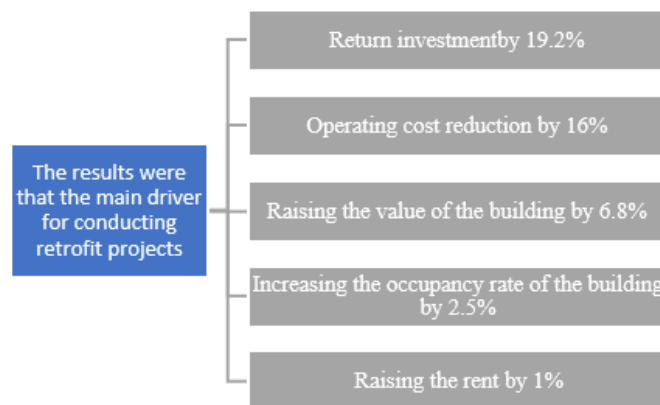 The results were
that the main driver
for conducting
retrofit projects
Return investmentby 19.2%
Operating cost reduction by 16%
Raising the value of the building by 6.8%
Increasing the occupancy rate of the building
by 2.5%
Raising the rent by 1%